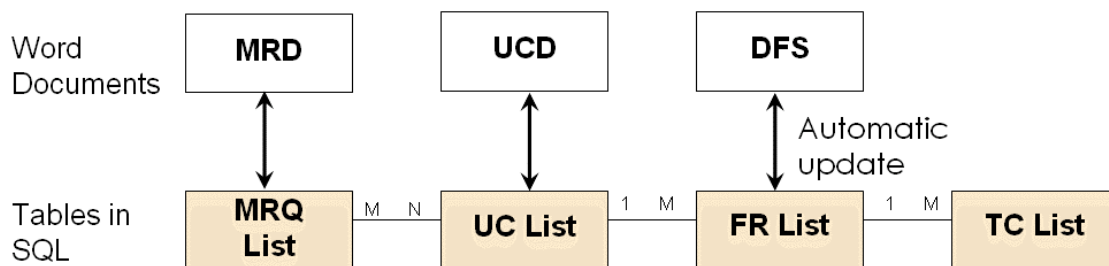 Word
Documents
MRD
UCD
DFS
Automatic
update
Tables in
SQL
MRQ
List
M N
UC List
1 M
FR List
1 M
TC List